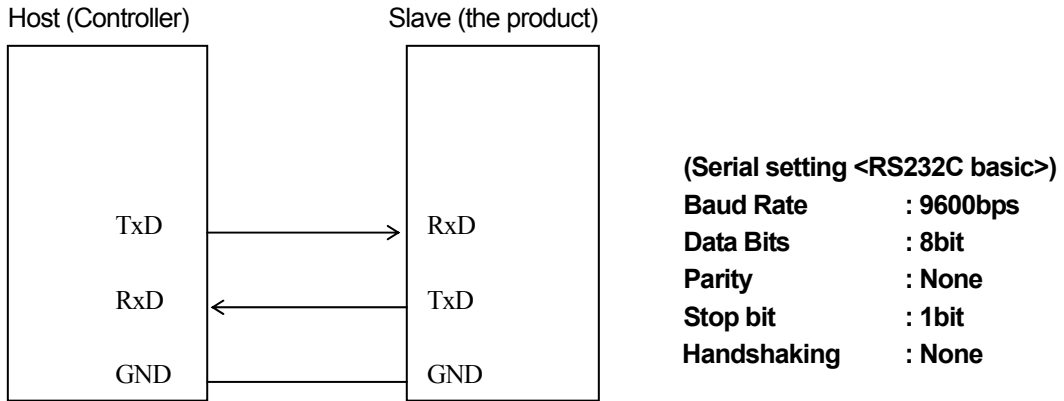 Host (Controller)
Slave (the product)
TxD
RxD
RxD
TxD
GND
GND
(Serial setting <RS232C basic>)
Baud Rate : 9600bps
Data Bits : 8bit
Parity : None
Stop bit : 1bit
Handshaking : None